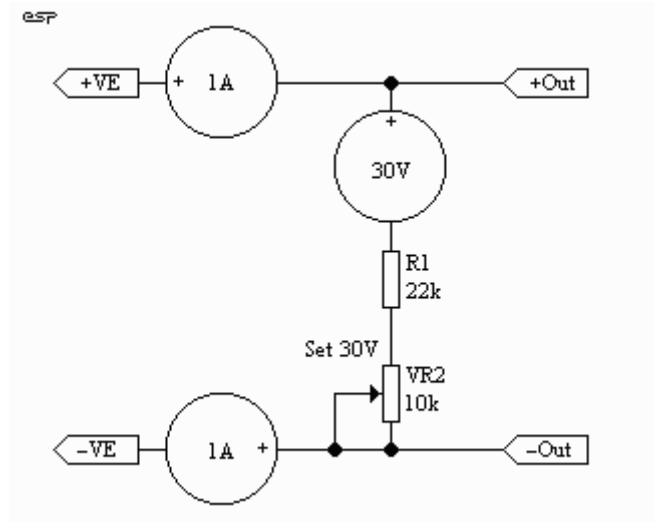 esp
+VE
+ 1A
+Out
+
30V
R1
22k
Set 30V
VR2
10k
-VE
1A +
-Out